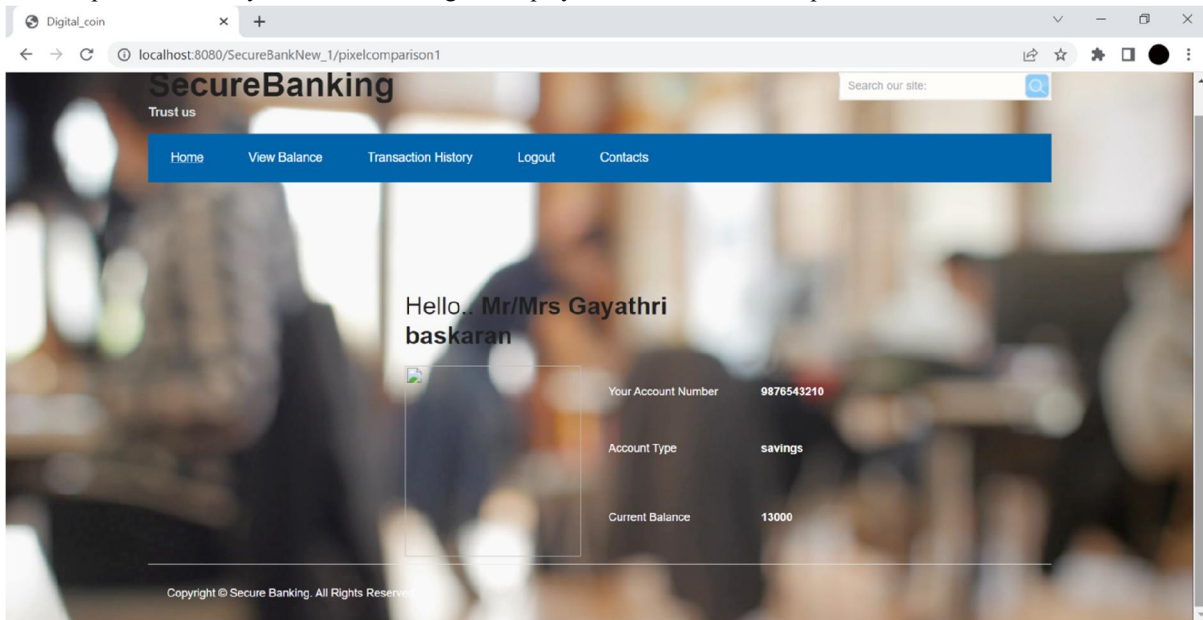 Digital_coin
localhost:8080/SecureBankNew_1/pixelcomparison1
SecureBanking
Trust us
Search our site:
Home View Balance Transaction History Logout Contacts
Hello.. Mr/Mrs Gayathri
baskaran
Your Account Number 9876543210
Account Type savings
Current Balance 13000
Copyright © Secure Banking. All Rights Reserved